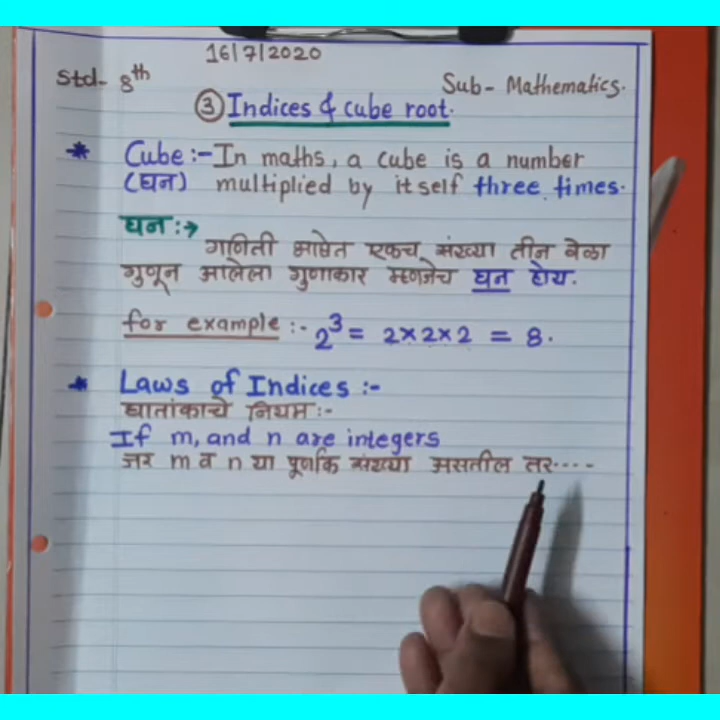 16/7/2020
Std- 8th
Sub- Mathematics.
③ Indices & cube root.
* Cube :- In maths, a cube is a number
(घन) multiplied by itself three times.
घन :→
गणिती भाषेत एकच संख्या तीन वेळा
गुणून आलेला गुणाकार म्हणजेच घन होय.
for example :- 2³ = 2×2×2 = 8.
* Laws of Indices :-
घातांकाचे नियम :-
If m, and n are integers
जर m व n या पूर्णांक संख्या असतील तर....